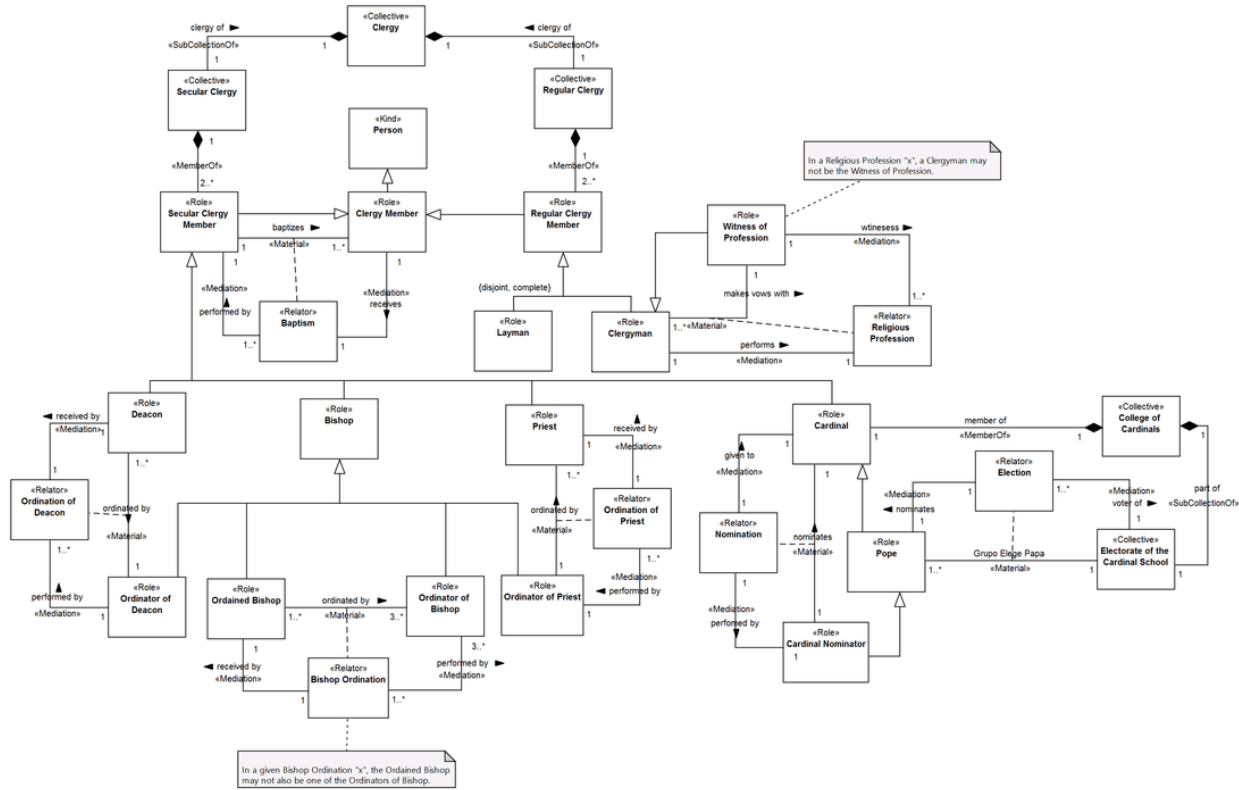 «Collective»
Clergy
clergy of ►
◄ clergy of
1
1
«SubCollectionOf»
«SubCollectionOf»
1
1
«Collective»
Secular Clergy
«Collective»
Regular Clergy
1
1
«Kind»
Person
«MemberOf»
«MemberOf»
2..*
2..*
In a Religious Profession "x", a Clergyman may
not be the Witness of Profession.
«Role»
Secular Clergy
Member
«Role»
Clergy Member
«Role»
Regular Clergy
Member
baptizes ►
1
«Material»
1..*
1
1
«Mediation»
performed by
«Mediation»
receives
«Relator»
Baptism
1..*
1
«Role»
Witness of
Profession
1
wtinesess ►
«Mediation»
1
makes vows with ►
1..*
{disjoint, complete}
«Role»
Layman
«Role»
Clergyman
1..*
«Material»
«Relator»
Religious
Profession
performs ►
1
1
«Mediation»
«Role»
Deacon
◄ received by
«Mediation»
1
1
1..*
«Relator»
Ordination of
Deacon
ordinated by
«Material»
1..*
1
performed by
«Mediation»
1
«Role»
Ordinator of
Deacon
«Role»
Bishop
«Role»
Ordained Bishop
ordinated by ►
1..*
«Material»
3..*
«Role»
Ordinator of
Bishop
1
3..*
◄ received by
«Mediation»
performed by ►
«Mediation»
«Relator»
Bishop Ordination
1
1..*
In a given Bishop Ordination "x", the Ordained Bishop
may not also be one of the Ordinators of Bishop.
«Role»
Priest
received by
1
«Mediation»
1..*
1
«Relator»
Ordination of
Priest
ordinated by
«Material»
1
1..*
«Mediation»
◄ performed by
1
«Role»
Ordinator of Priest
«Role»
Cardinal
member of
1
«MemberOf»
1
«Collective»
College of
Cardinals
1
1
given to
«Mediation»
1
1
«Relator»
Nomination
nominates
«Material»
1
«Mediation»
perfomed by
1
1
«Role»
Cardinal Nominator
1
«Relator»
Election
1
1..*
«Mediation»
◄ nominates
1
«Mediation»
voter of ►
1
part of
«SubCollectionOf»
«Role»
Pope
Grupo Elege Papa
1..*
«Material»
1
«Collective»
Electorate of the
Cardinal School
1